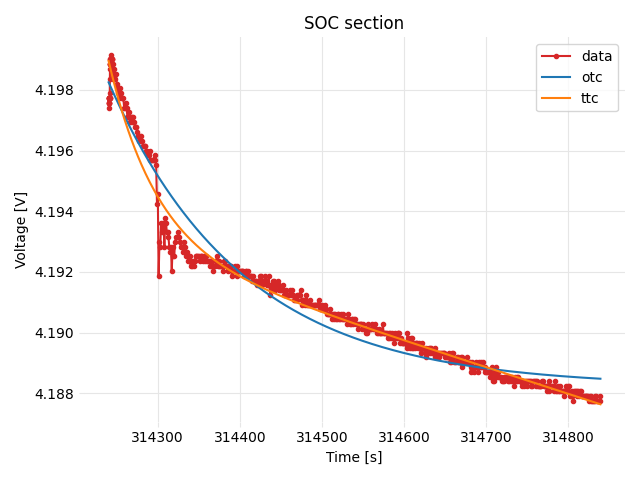 SOC section
data
otc
ttc
Voltage [V]
4.198
4.196
4.194
4.192
4.190
4.188
314300 314400 314500 314600 314700 314800
Time [s]